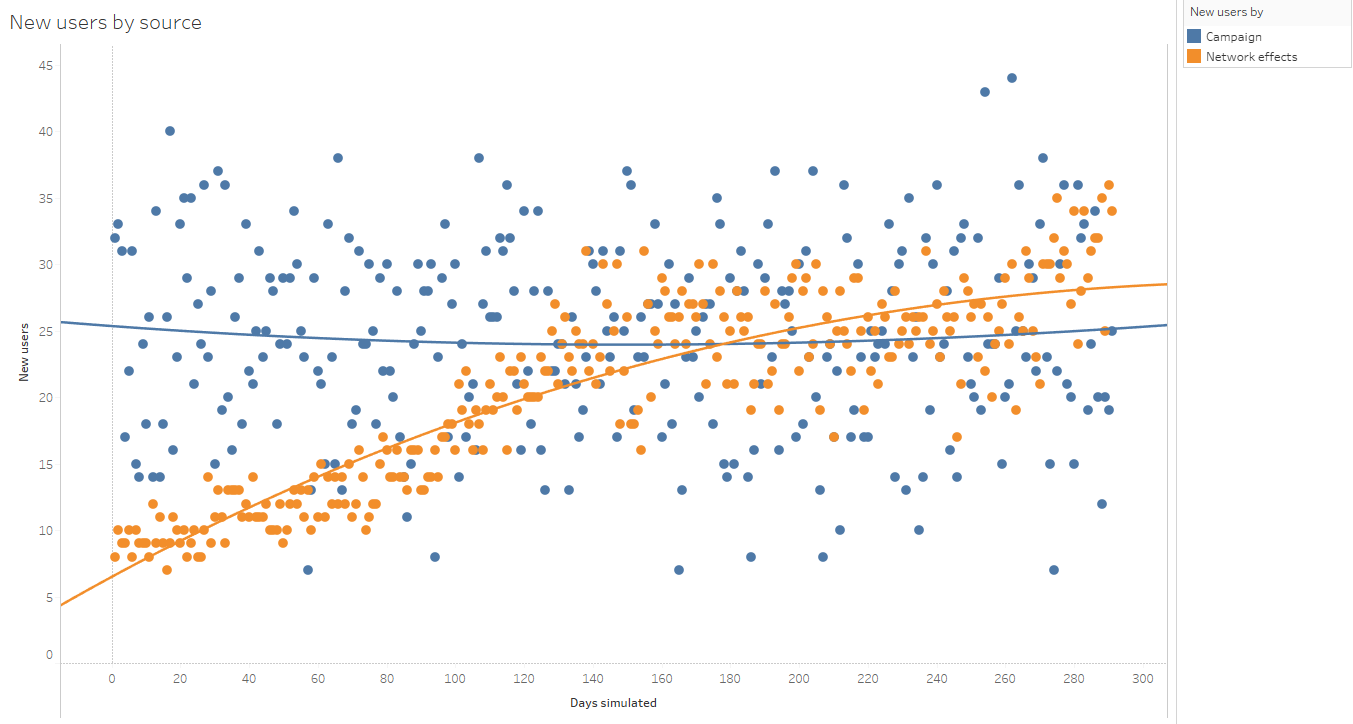 New users by source
New users by
Campaign
Network effects
45
40
35
30
25
20
15
10
5
0
New users
0 20 40 60 80 100 120 140 160 180 200 220 240 260 280 300
Days simulated